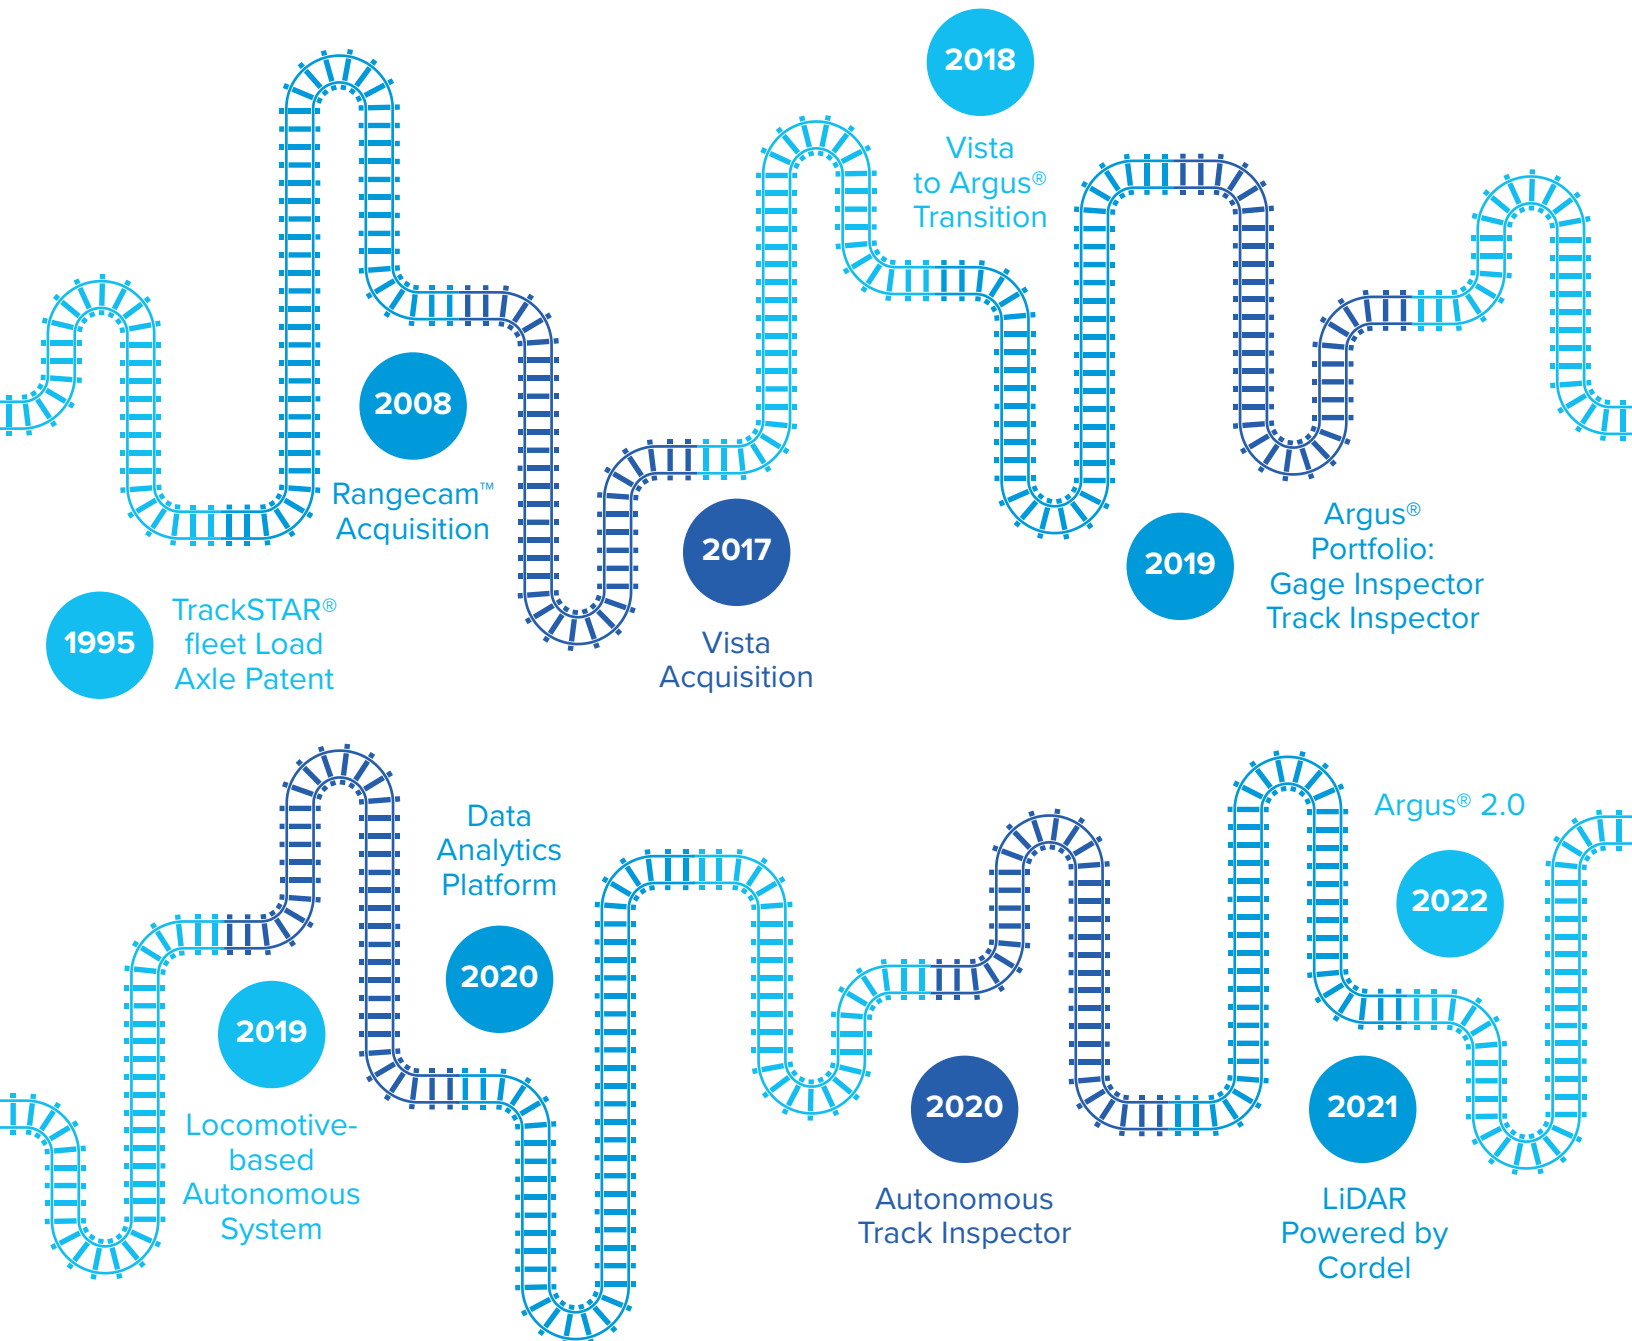 1995
TrackSTAR®
fleet Load
Axle Patent
2008
Rangecam™
Acquisition
2017
Vista
Acquisition
2018
Vista
to Argus®
Transition
2019
Argus®
Portfolio:
Gage Inspector
Track Inspector
2019
Locomotive-
based
Autonomous
System
Data
Analytics
Platform
2020
2020
Autonomous
Track Inspector
2021
LiDAR
Powered by
Cordel
Argus® 2.0
2022